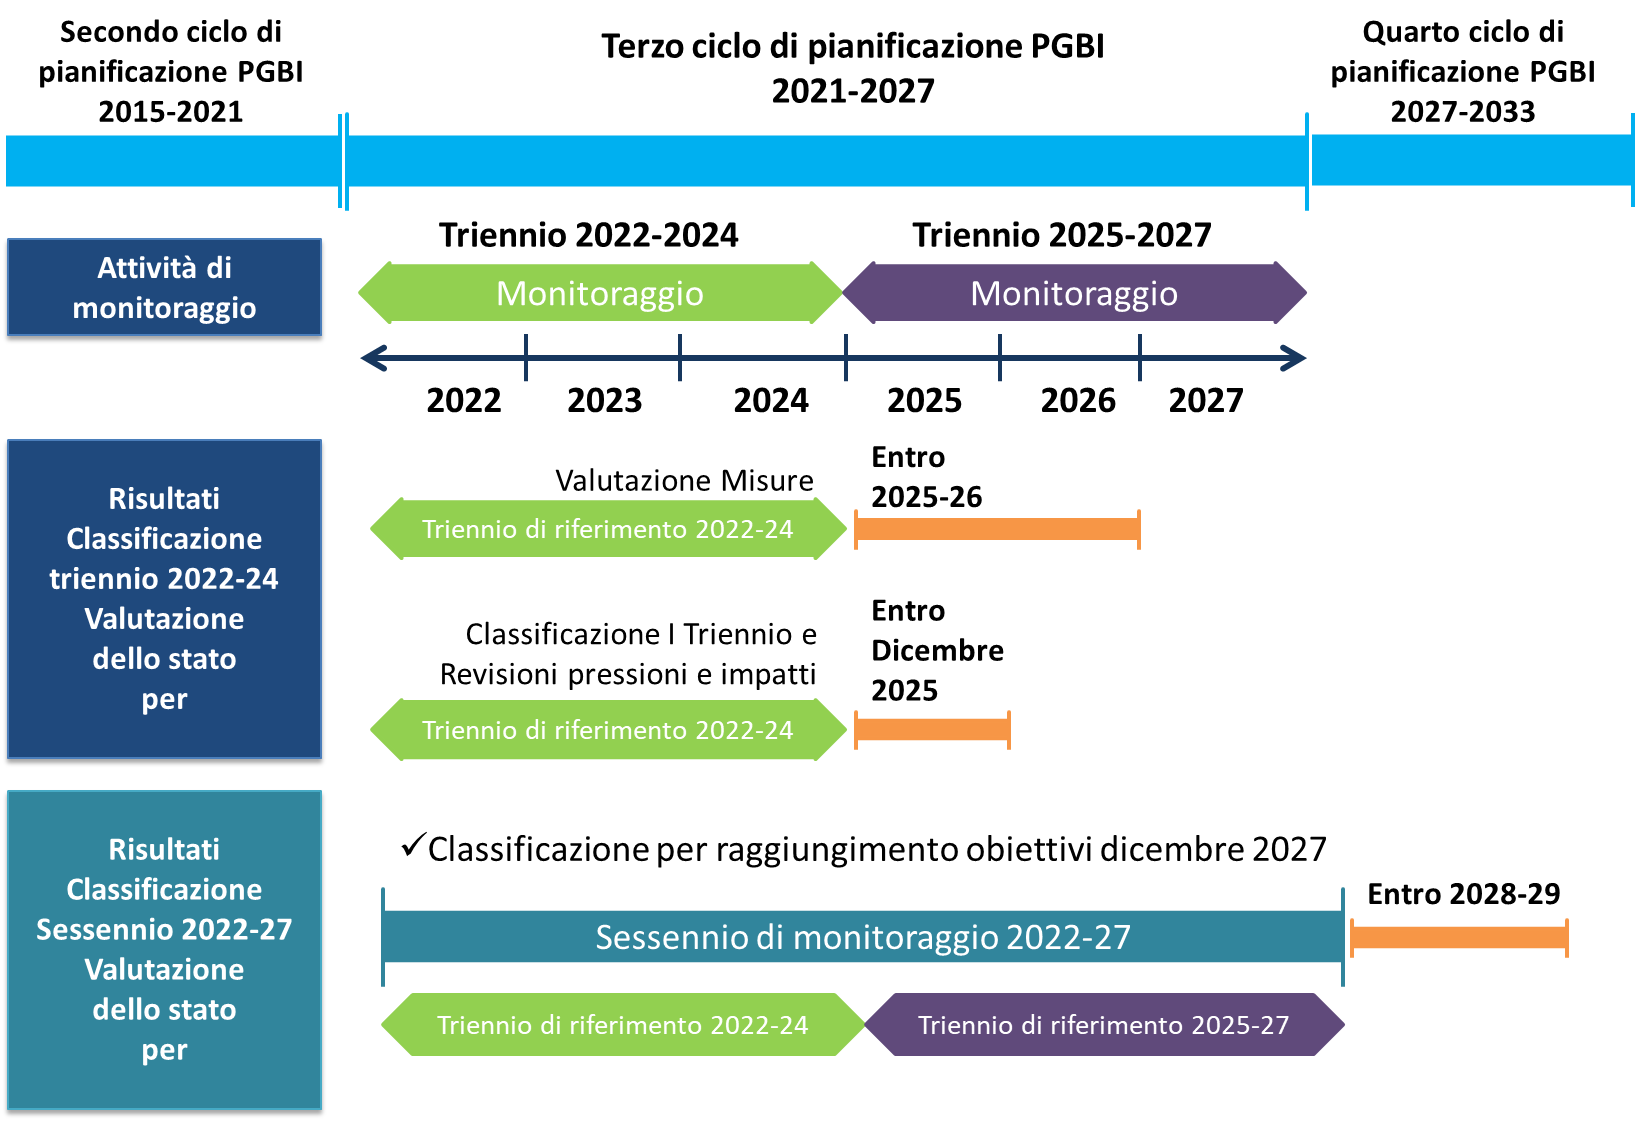 Secondo ciclo di
pianificazione PGBI
2015-2021
Terzo ciclo di pianificazione PGBI
2021-2027
Quarto ciclo di
pianificazione PGBI
2027-2033
Attività di
monitoraggio
Triennio 2022-2024
Triennio 2025-2027
Monitoraggio
Monitoraggio
2022
2023
2024
2025
2026
2027
Risultati
Classificazione
triennio 2022-24
Valutazione
dello stato
per
Valutazione Misure
Triennio di riferimento 2022-24
Entro
2025-26
Classificazione I Triennio e
Revisioni pressioni e impatti
Triennio di riferimento 2022-24
Entro
Dicembre
2025
Risultati
Classificazione
Sessennio 2022-27
Valutazione
dello stato
per
✓Classificazione per raggiungimento obiettivi dicembre 2027
Sessennio di monitoraggio 2022-27
Entro 2028-29
Triennio di riferimento 2022-24
Triennio di riferimento 2025-27